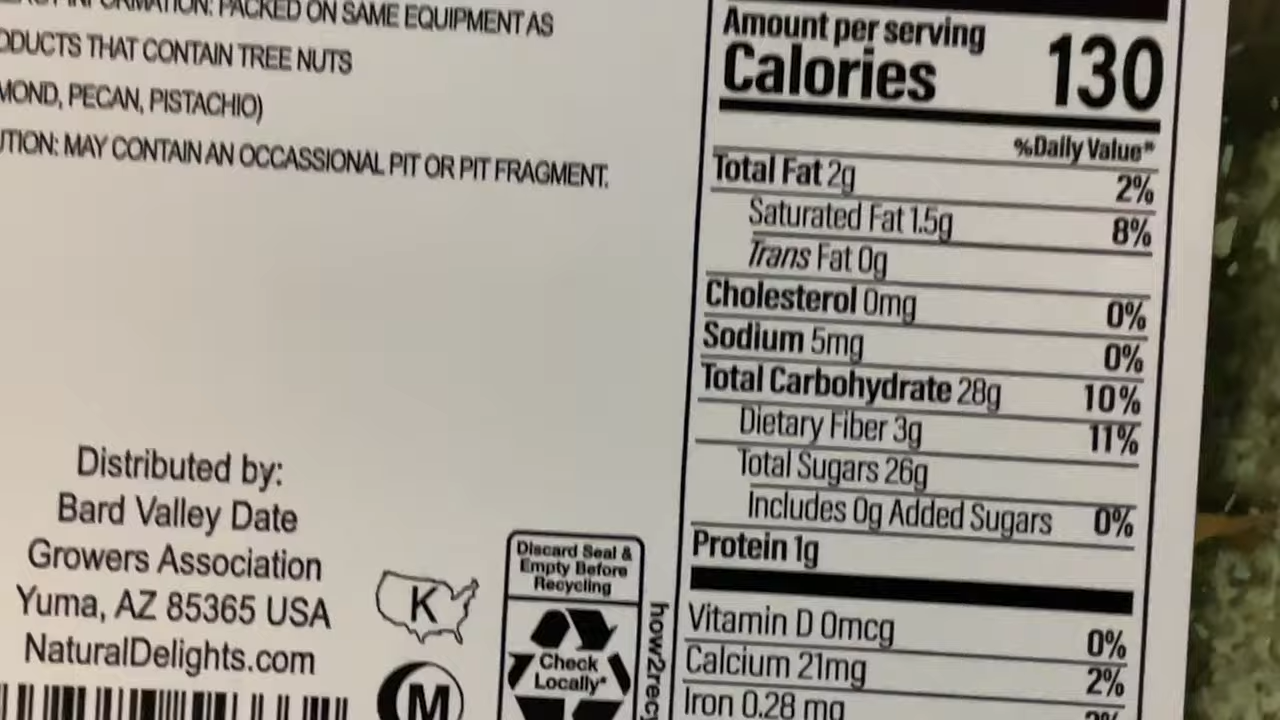 INFORMATION: PACKED ON SAME EQUIPMENT AS
THAT CONTAIN TREE NUTS
PECAN, PISTACHIO)
MAY CONTAIN AN OCCASSIONAL PIT OR PIT FRAGMENT.
Distributed by:
Bard Valley Date
Growers Association
Yuma, AZ 85365 USA
NaturalDelights.com
K
M
Discard Seal &
Empty Before
Recycling
Check
Locally*
Amount per serving
Calories 130
%Daily Value*
Total Fat 2g 2%
Saturated Fat 1.5g 8%
Trans Fat 0g
Cholesterol 0mg 0%
Sodium 5mg 0%
Total Carbohydrate 28g 10%
Dietary Fiber 3g 11%
Total Sugars 26g
Includes 0g Added Sugars 0%
Protein 1g
Vitamin D 0mcg 0%
Calcium 21mg 2%
Iron 0.28 mg